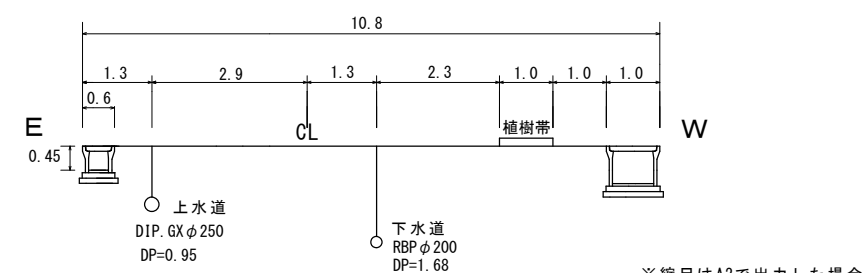 10.8
1.3 2.9 1.3 2.3 1.0 1.0 1.0
0.6
E CL 植樹帯 W
0.45
上水道
DIP.GXφ250
DP=0.95
下水道
RBPφ200
DP=1.68
※縮尺はA3で出力した場合